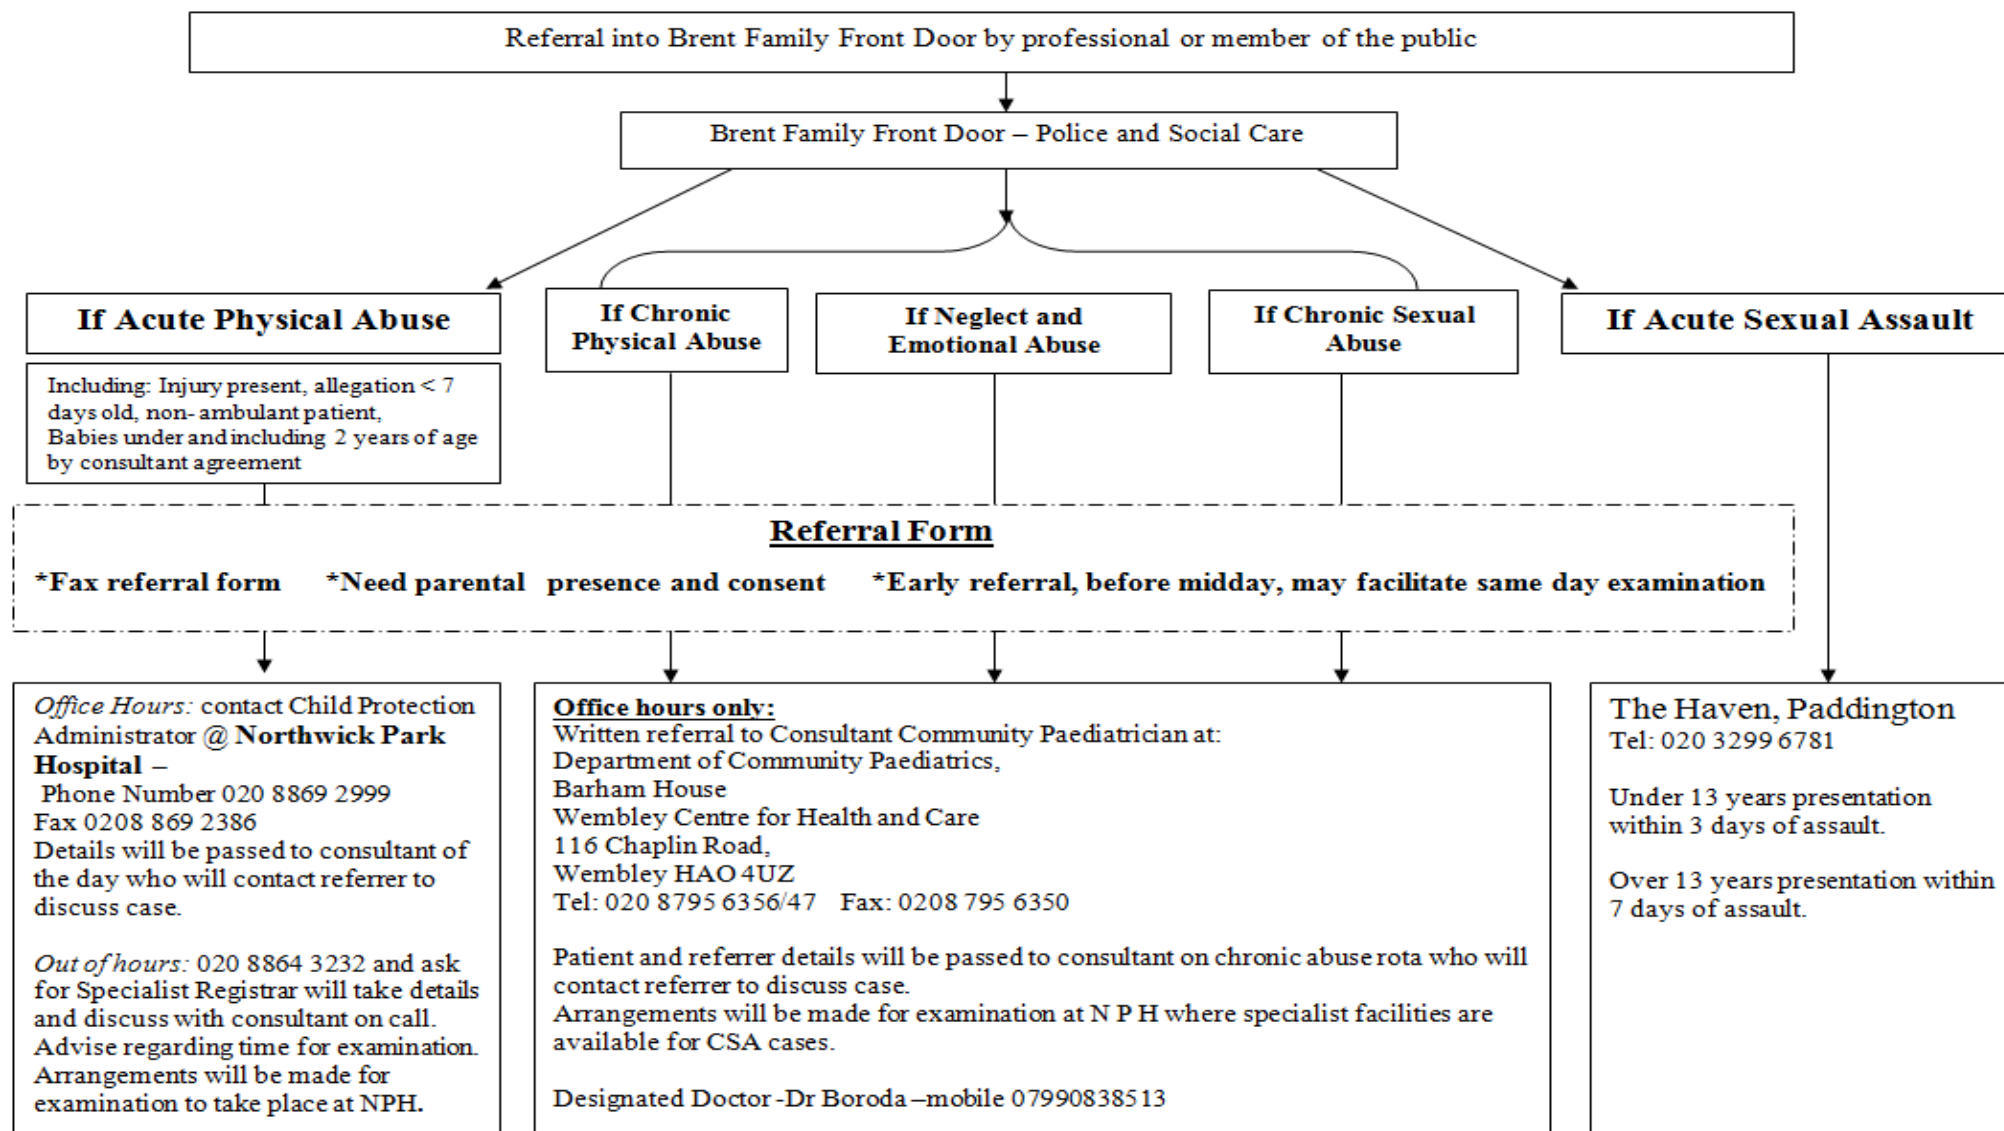 Referral into Brent Family Front Door by professional or member of the public
Brent Family Front Door – Police and Social Care
If Acute Physical Abuse
Including: Injury present, allegation < 7
days old, non- ambulant patient,
Babies under and including 2 years of age
by consultant agreement
If Chronic
Physical Abuse
If Neglect and
Emotional Abuse
If Chronic Sexual
Abuse
If Acute Sexual Assault
Referral Form
*Fax referral form *Need parental presence and consent *Early referral, before midday, may facilitate same day examination
Office Hours: contact Child Protection
Administrator @ Northwick Park
Hospital –
Phone Number 020 8869 2999
Fax 0208 869 2386
Details will be passed to consultant of
the day who will contact referrer to
discuss case.
Out of hours: 020 8864 3232 and ask
for Specialist Registrar will take details
and discuss with consultant on call.
Advise regarding time for examination.
Arrangements will be made for
examination to take place at NPH.
Office hours only:
Written referral to Consultant Community Paediatrician at:
Department of Community Paediatrics,
Barham House
Wembley Centre for Health and Care
116 Chaplin Road,
Wembley HAO 4UZ
Tel: 020 8795 6356/47 Fax: 0208 795 6350
Patient and referrer details will be passed to consultant on chronic abuse rota who will
contact referrer to discuss case.
Arrangements will be made for examination at N P H where specialist facilities are
available for CSA cases.
Designated Doctor -Dr Boroda –mobile 07990838513
The Haven, Paddington
Tel: 020 3299 6781
Under 13 years presentation
within 3 days of assault.
Over 13 years presentation within
7 days of assault.